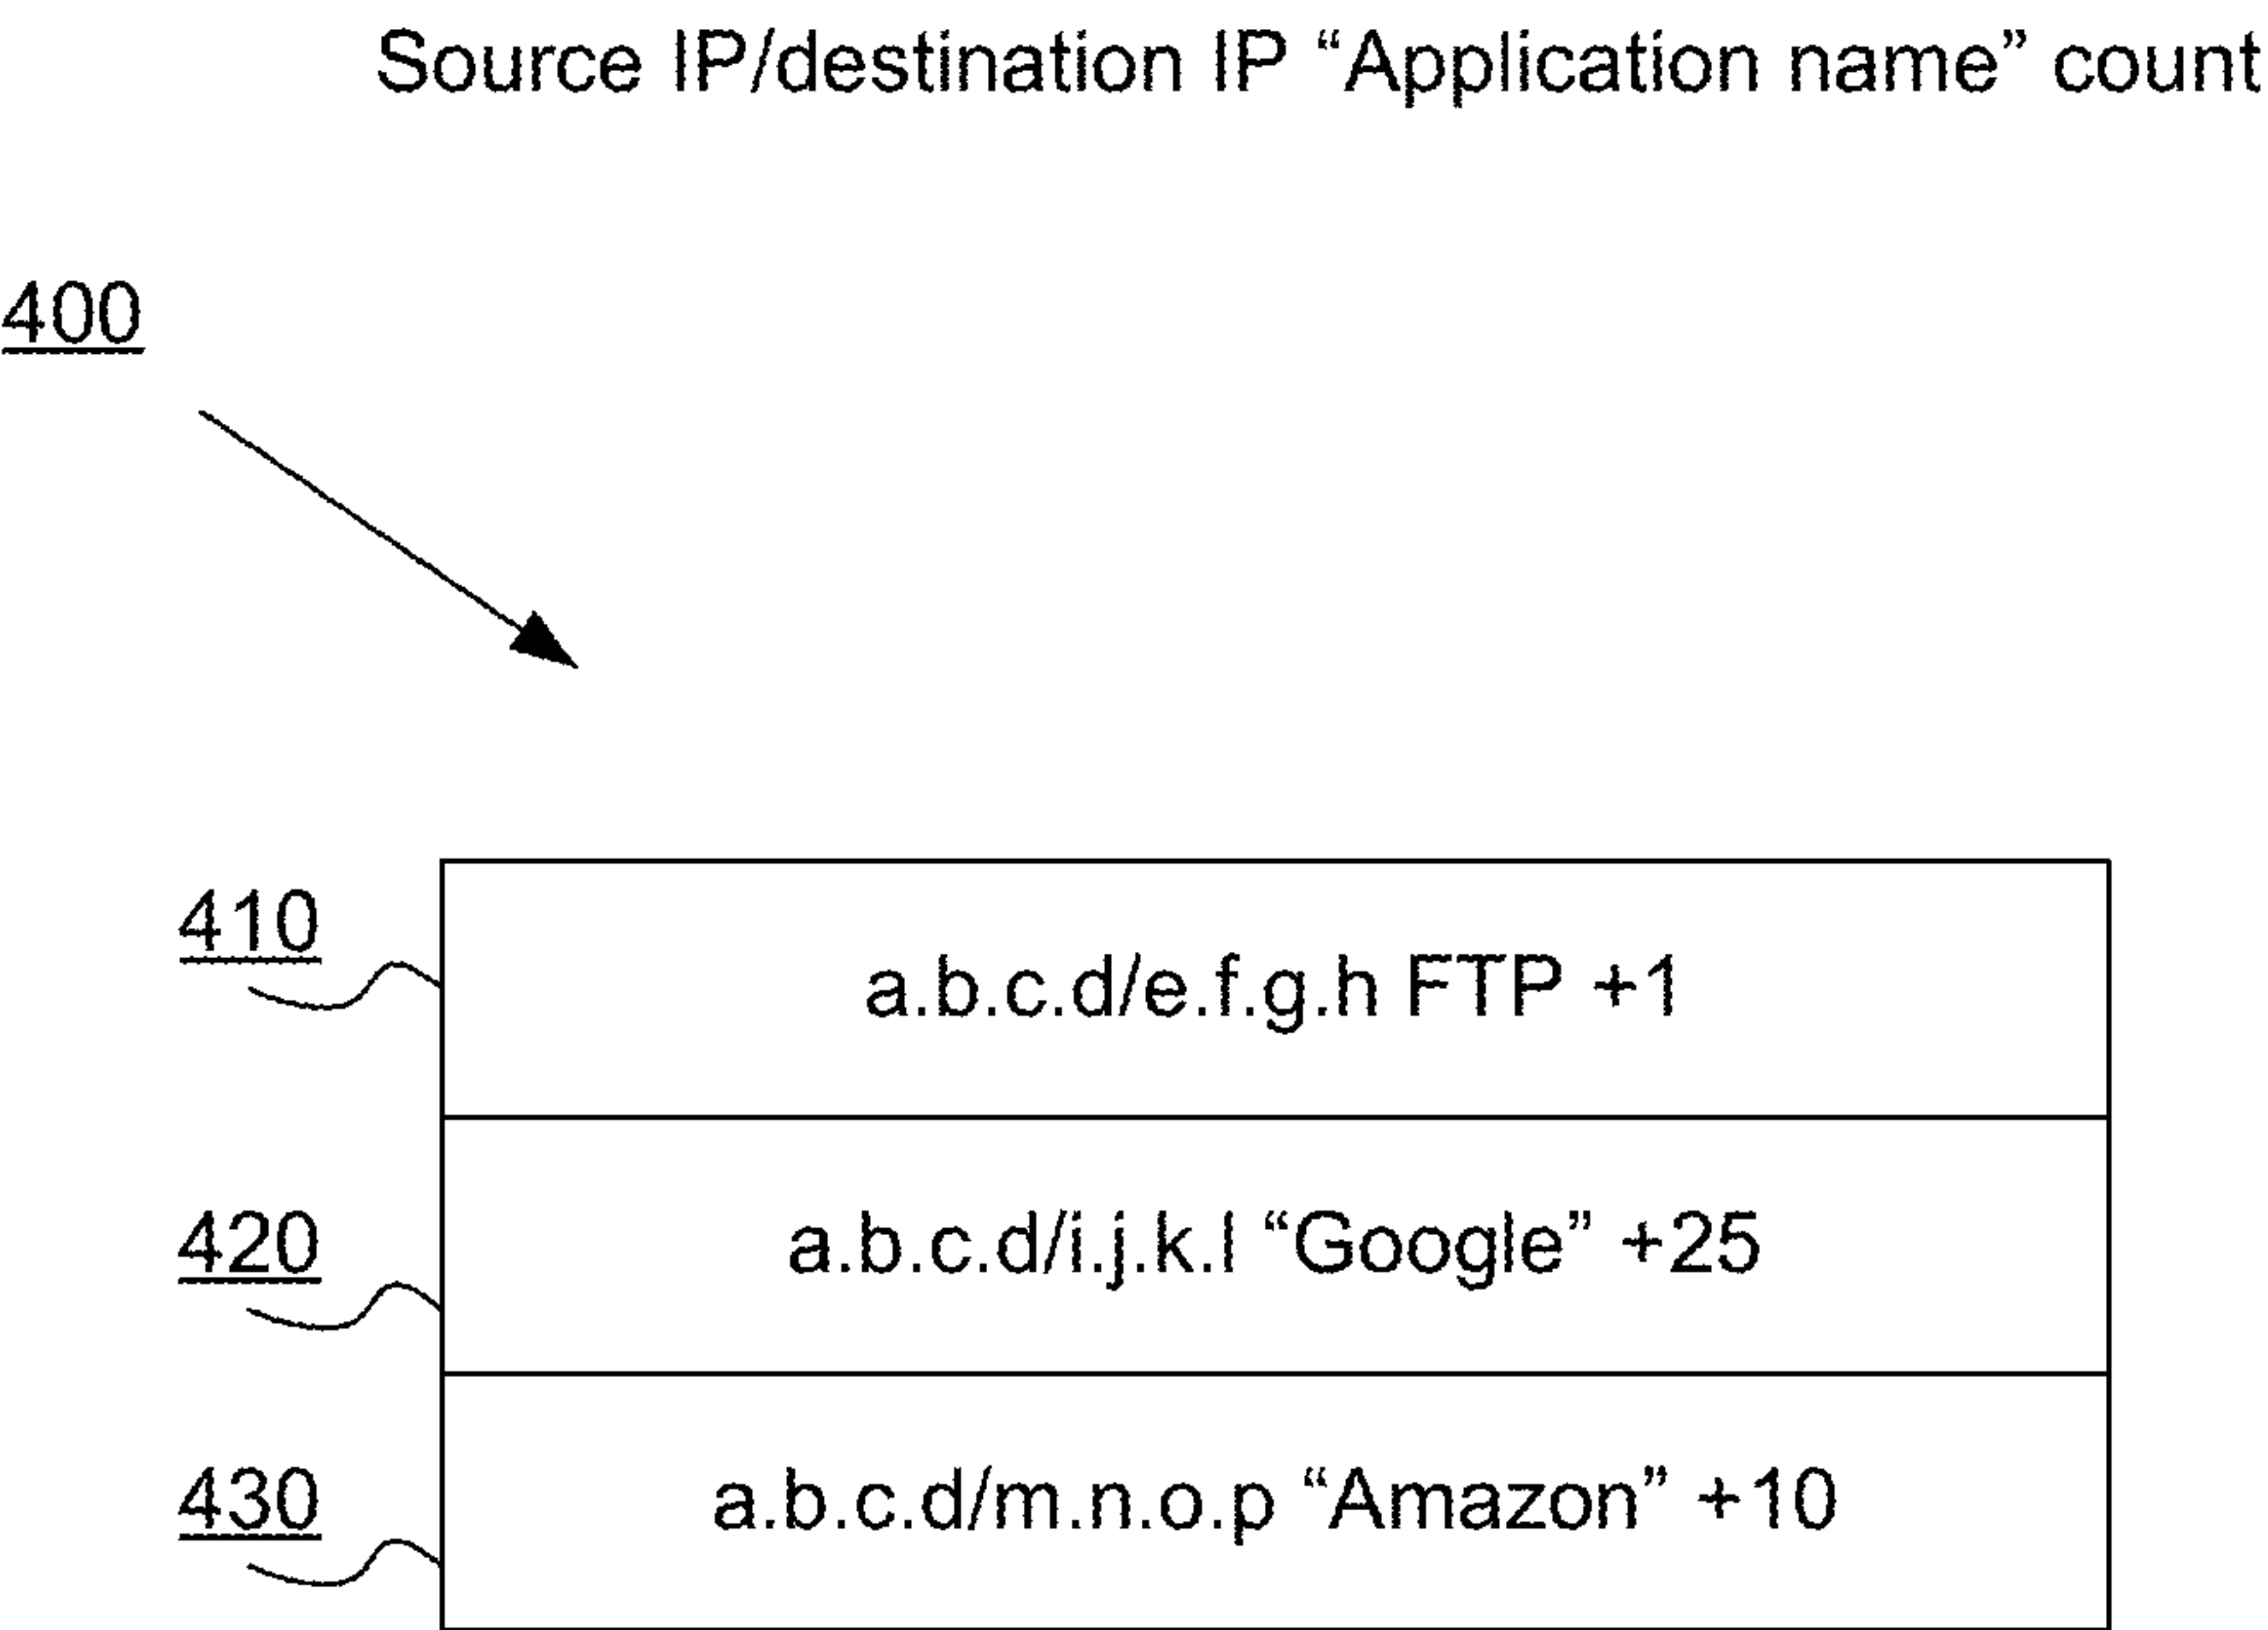 Source IP/destination IP “Application name” count
400
410
a.b.c.d/e.f.g.h FTP +1
420
a.b.c.d/i.j.k.l “Google” +25
430
a.b.c.d/m.n.o.p “Amazon” +10